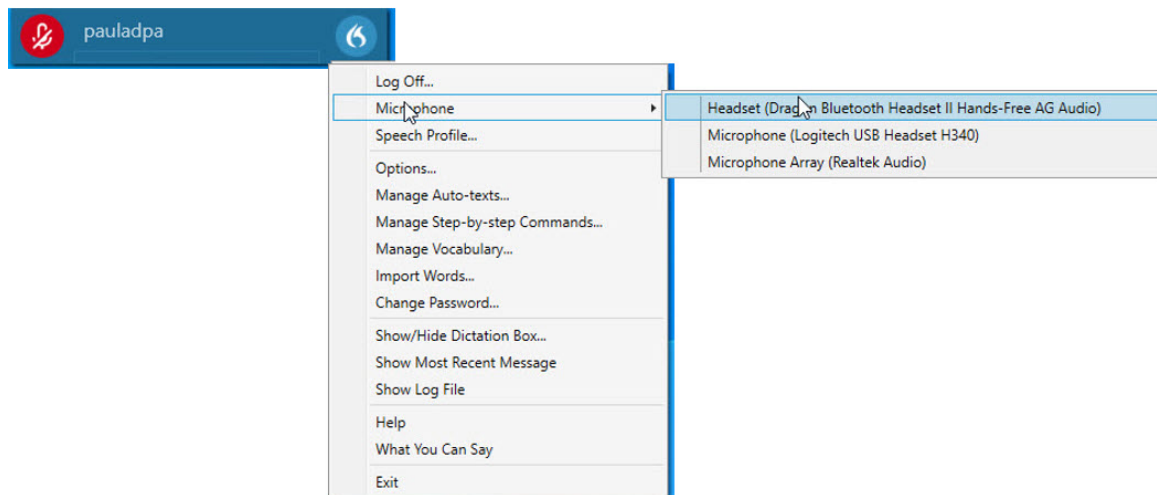 pauladpa
Log Off...
Microphone
Speech Profile...
Options...
Manage Auto-texts...
Manage Step-by-step Commands...
Manage Vocabulary...
Import Words...
Change Password...
Show/Hide Dictation Box...
Show Most Recent Message
Show Log File
Help
What You Can Say
Exit
Headset (Dragon Bluetooth Headset II Hands-Free AG Audio)
Microphone (Logitech USB Headset H340)
Microphone Array (Realtek Audio)